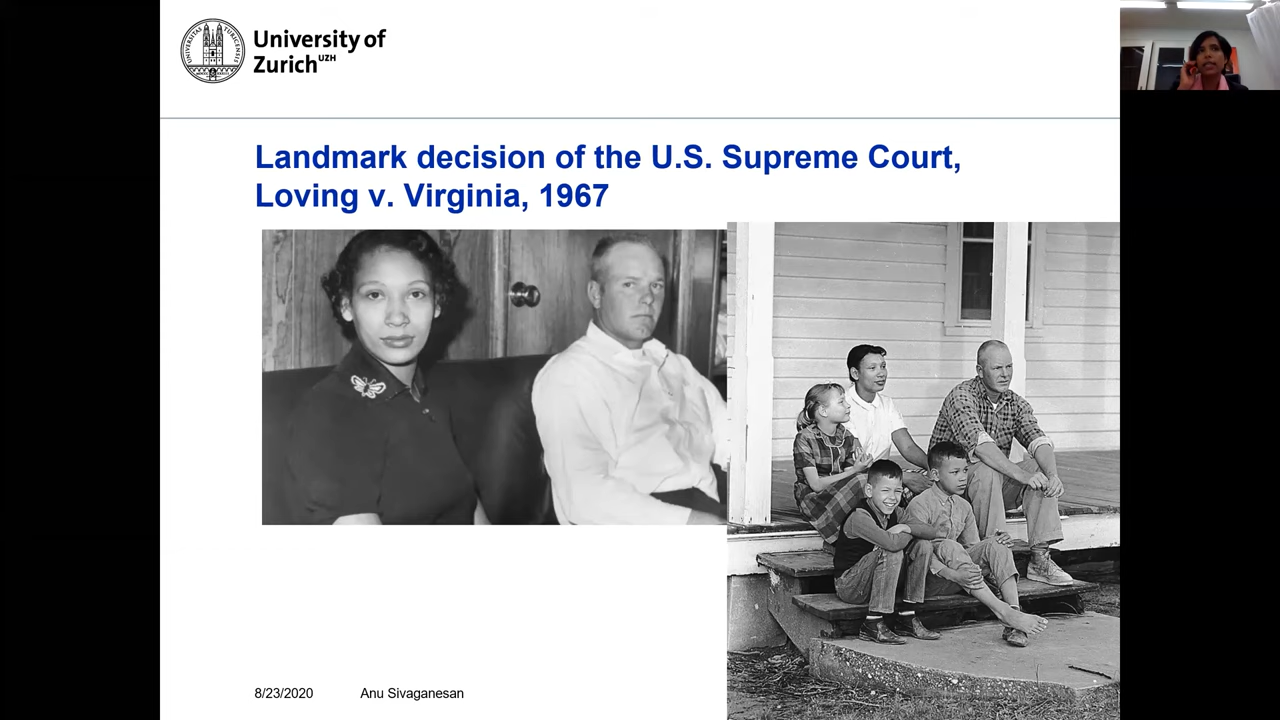 University of
Zurich UZH
Landmark decision of the U.S. Supreme Court,
Loving v. Virginia, 1967
8/23/2020 Anu Sivaganesan